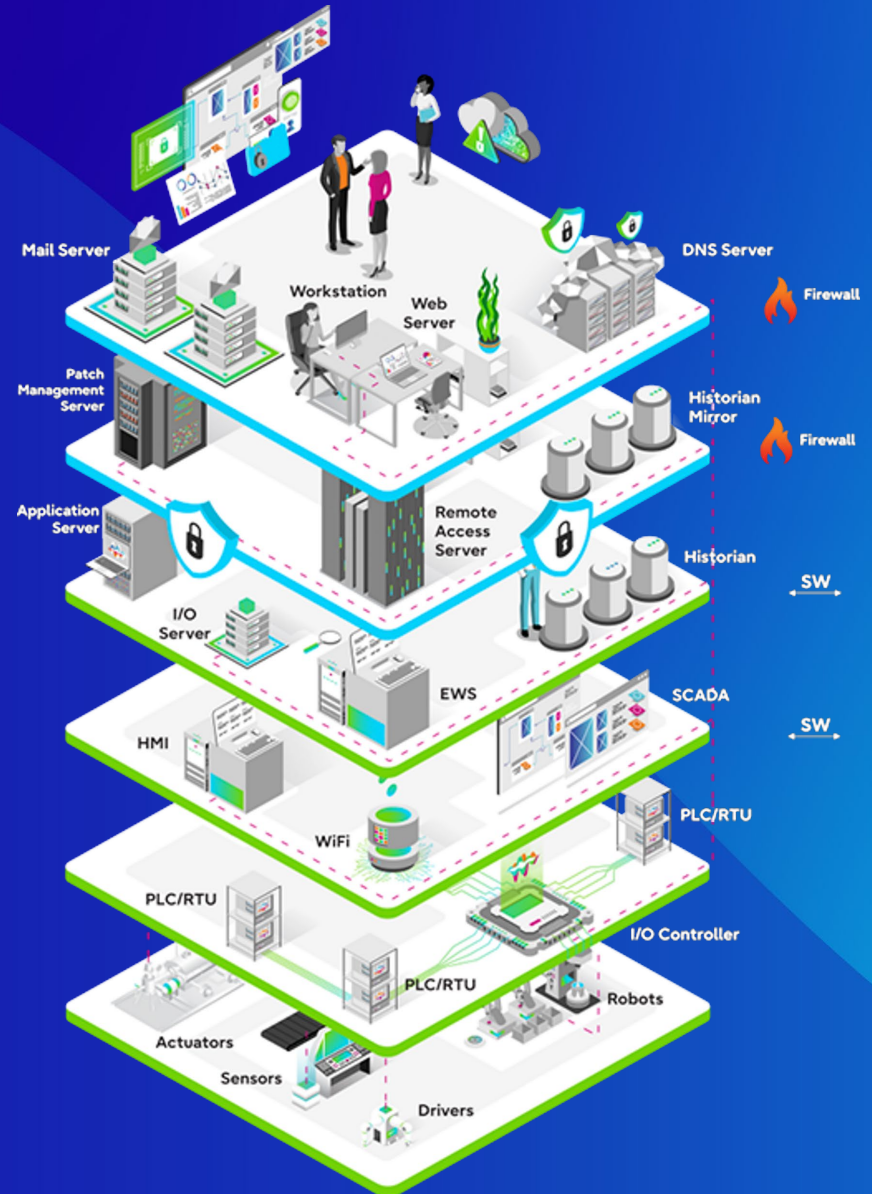 Mail Server
DNS Server
Workstation
Web
Server
Firewall
Patch
Management
Server
Historian
Mirror
Firewall
Application
Server
Remote
Access
Server
Historian
SW
I/O
Server
EWS
SCADA
SW
HMI
WiFi
PLC/RTU
PLC/RTU
I/O Controller
PLC/RTU
Robots
Actuators
Sensors
Drivers